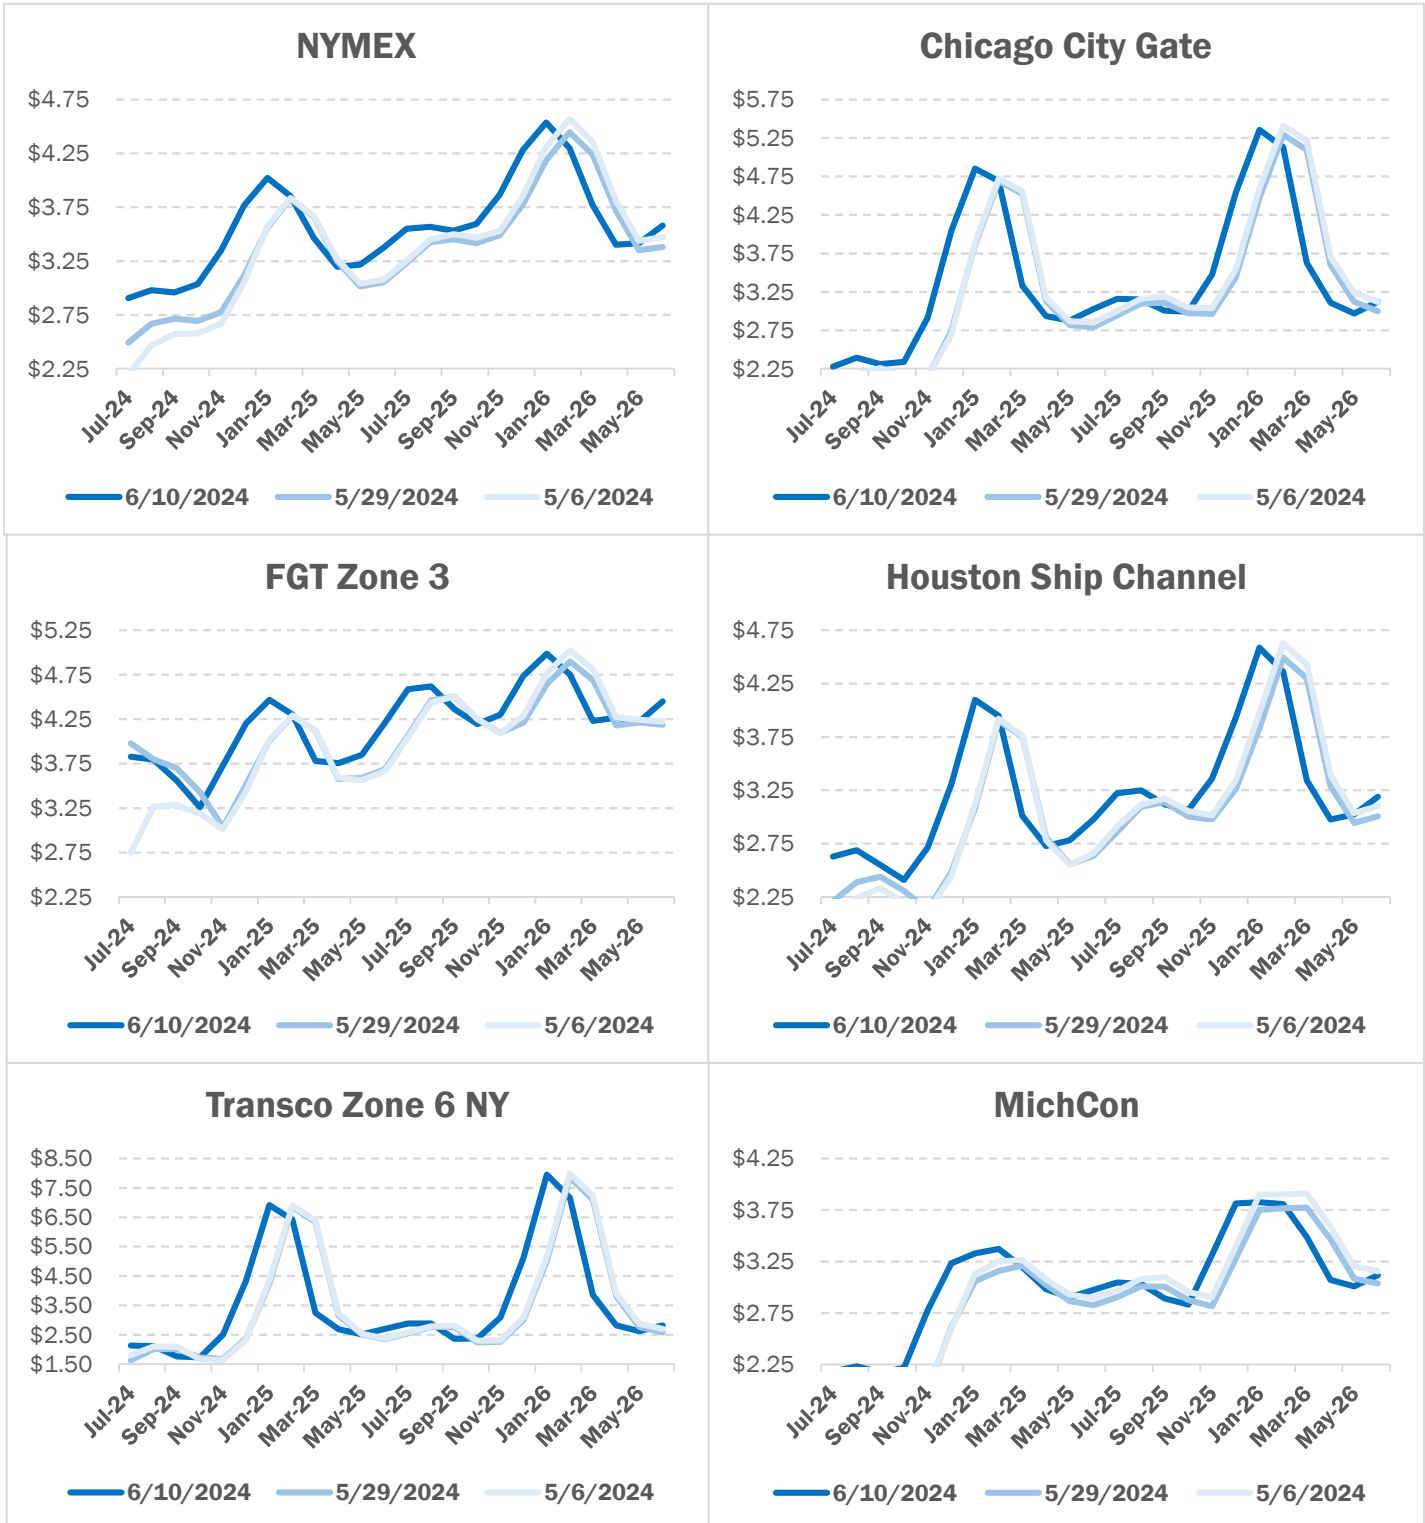 NYMEX
$4.75
$4.25
$3.75
$3.25
$2.75
$2.25
Jul-24 Sep-24 Nov-24 Jan-25 Mar-25 May-25 Jul-25 Sep-25 Nov-25 Jan-26 Mar-26 May-26
6/10/2024 5/29/2024 5/6/2024
Chicago City Gate
$5.75
$5.25
$4.75
$4.25
$3.75
$3.25
$2.75
$2.25
Jul-24 Sep-24 Nov-24 Jan-25 Mar-25 May-25 Jul-25 Sep-25 Nov-25 Jan-26 Mar-26 May-26
6/10/2024 5/29/2024 5/6/2024
FGT Zone 3
$5.25
$4.75
$4.25
$3.75
$3.25
$2.75
$2.25
Jul-24 Sep-24 Nov-24 Jan-25 Mar-25 May-25 Jul-25 Sep-25 Nov-25 Jan-26 Mar-26 May-26
6/10/2024 5/29/2024 5/6/2024
Houston Ship Channel
$4.75
$4.25
$3.75
$3.25
$2.75
$2.25
Jul-24 Sep-24 Nov-24 Jan-25 Mar-25 May-25 Jul-25 Sep-25 Nov-25 Jan-26 Mar-26 May-26
6/10/2024 5/29/2024 5/6/2024
Transco Zone 6 NY
$8.50
$7.50
$6.50
$5.50
$4.50
$3.50
$2.50
$1.50
Jul-24 Sep-24 Nov-24 Jan-25 Mar-25 May-25 Jul-25 Sep-25 Nov-25 Jan-26 Mar-26 May-26
6/10/2024 5/29/2024 5/6/2024
MichCon
$4.25
$3.75
$3.25
$2.75
$2.25
Jul-24 Sep-24 Nov-24 Jan-25 Mar-25 May-25 Jul-25 Sep-25 Nov-25 Jan-26 Mar-26 May-26
6/10/2024 5/29/2024 5/6/2024